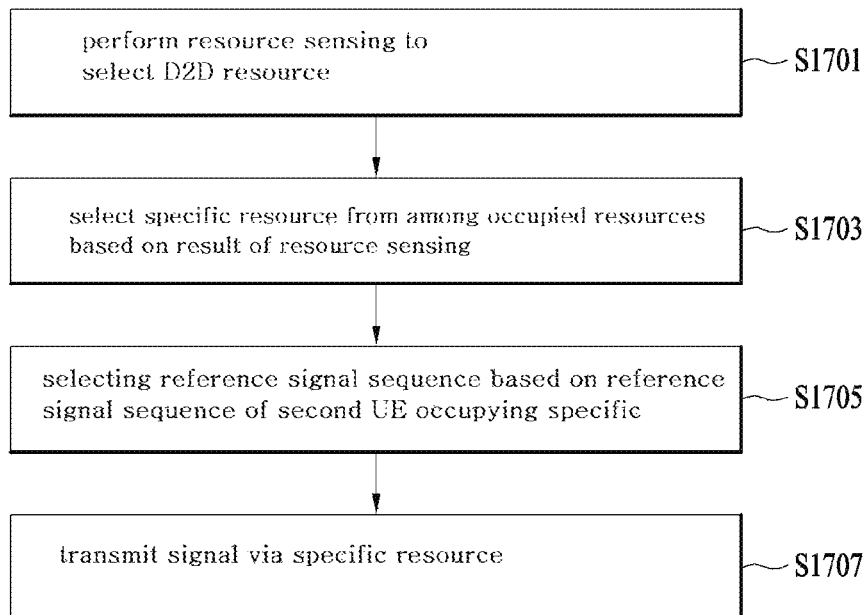 perform resource sensing to
select D2D resource
S1701
select specific resource from among occupied resources
based on result of resource sensing
S1703
selecting reference signal sequence based on reference
signal sequence of second UE occupying specific
S1705
transmit signal via specific resource
S1707